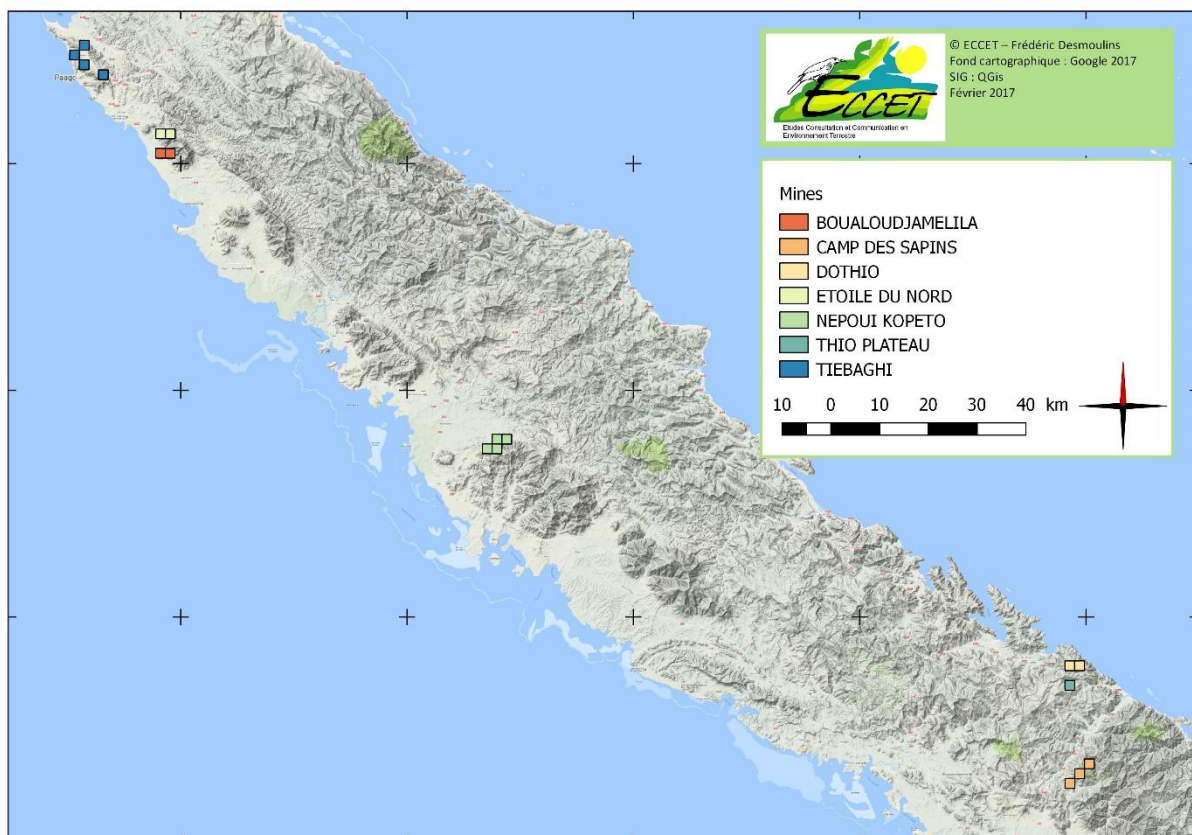 Paago
ECCET
Etudes Consultation et Communication en
Environnement Terrestre
© ECCET – Frédéric Desmoulins
Fond cartographique : Google 2017
SIG : QGis
Février 2017
Mines
BOUALOUDJAMELILA
CAMP DES SAPINS
DOTHIO
ETOILE DU NORD
NEPOUI KOPETO
THIO PLATEAU
TIEBAGHI
10 0 10 20 30 40 km